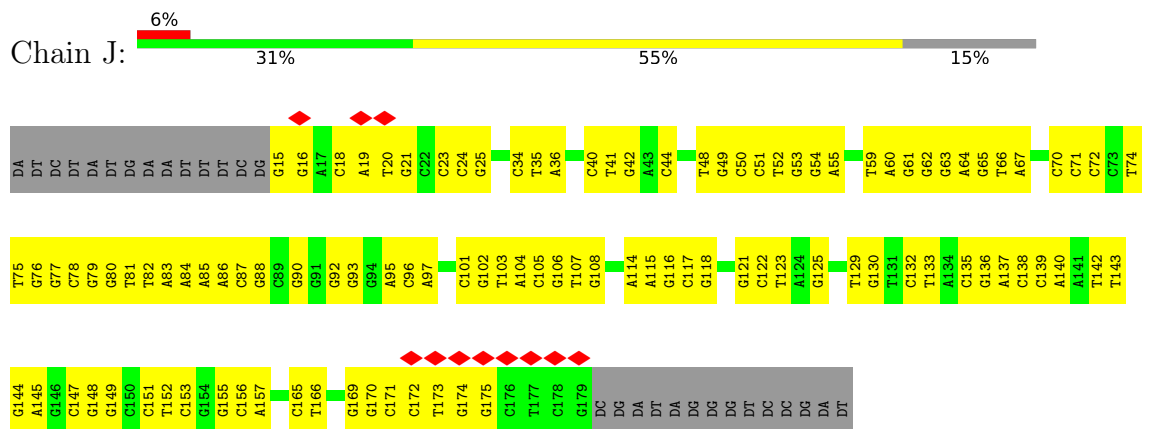 6%
Chain J:
31% 55% 15%
DA DT DC DT DA DT DG DA DA DT DT DT DC DG G15 G16 A17 C18 A19 T20 G21 C22 C23 C24 G25 C34 T35 A36 C40 T41 G42 A43 C44 T48 G49 C50 C51 T52 G53 G54 A55 T59 A60 G61 G62 G63 A64 G65 T66 A67 C70 C71 C72 C73 T74
T75 G76 G77 C78 G79 G80 T81 T82 A83 A84 A85 A86 C87 G88 C89 G90 G91 G92 G93 G94 A95 C96 A97 C101 G102 T103 A104 C105 G106 T107 G108 A114 A115 G116 C117 G118 G121 C122 T123 A124 G125 T129 G130 T131 C132 T133 A134 C135 G136 A137 C138 C139 A140 A141 T142 T143
G144 A145 G146 C147 G148 G149 C150 C151 T152 C153 G154 G155 C156 A157 C165 T166 G169 G170 C171 C172 T173 G174 G175 C176 T177 C178 G179 DC DG DA DT DA DG DG DG DT DC DC DG DA DT